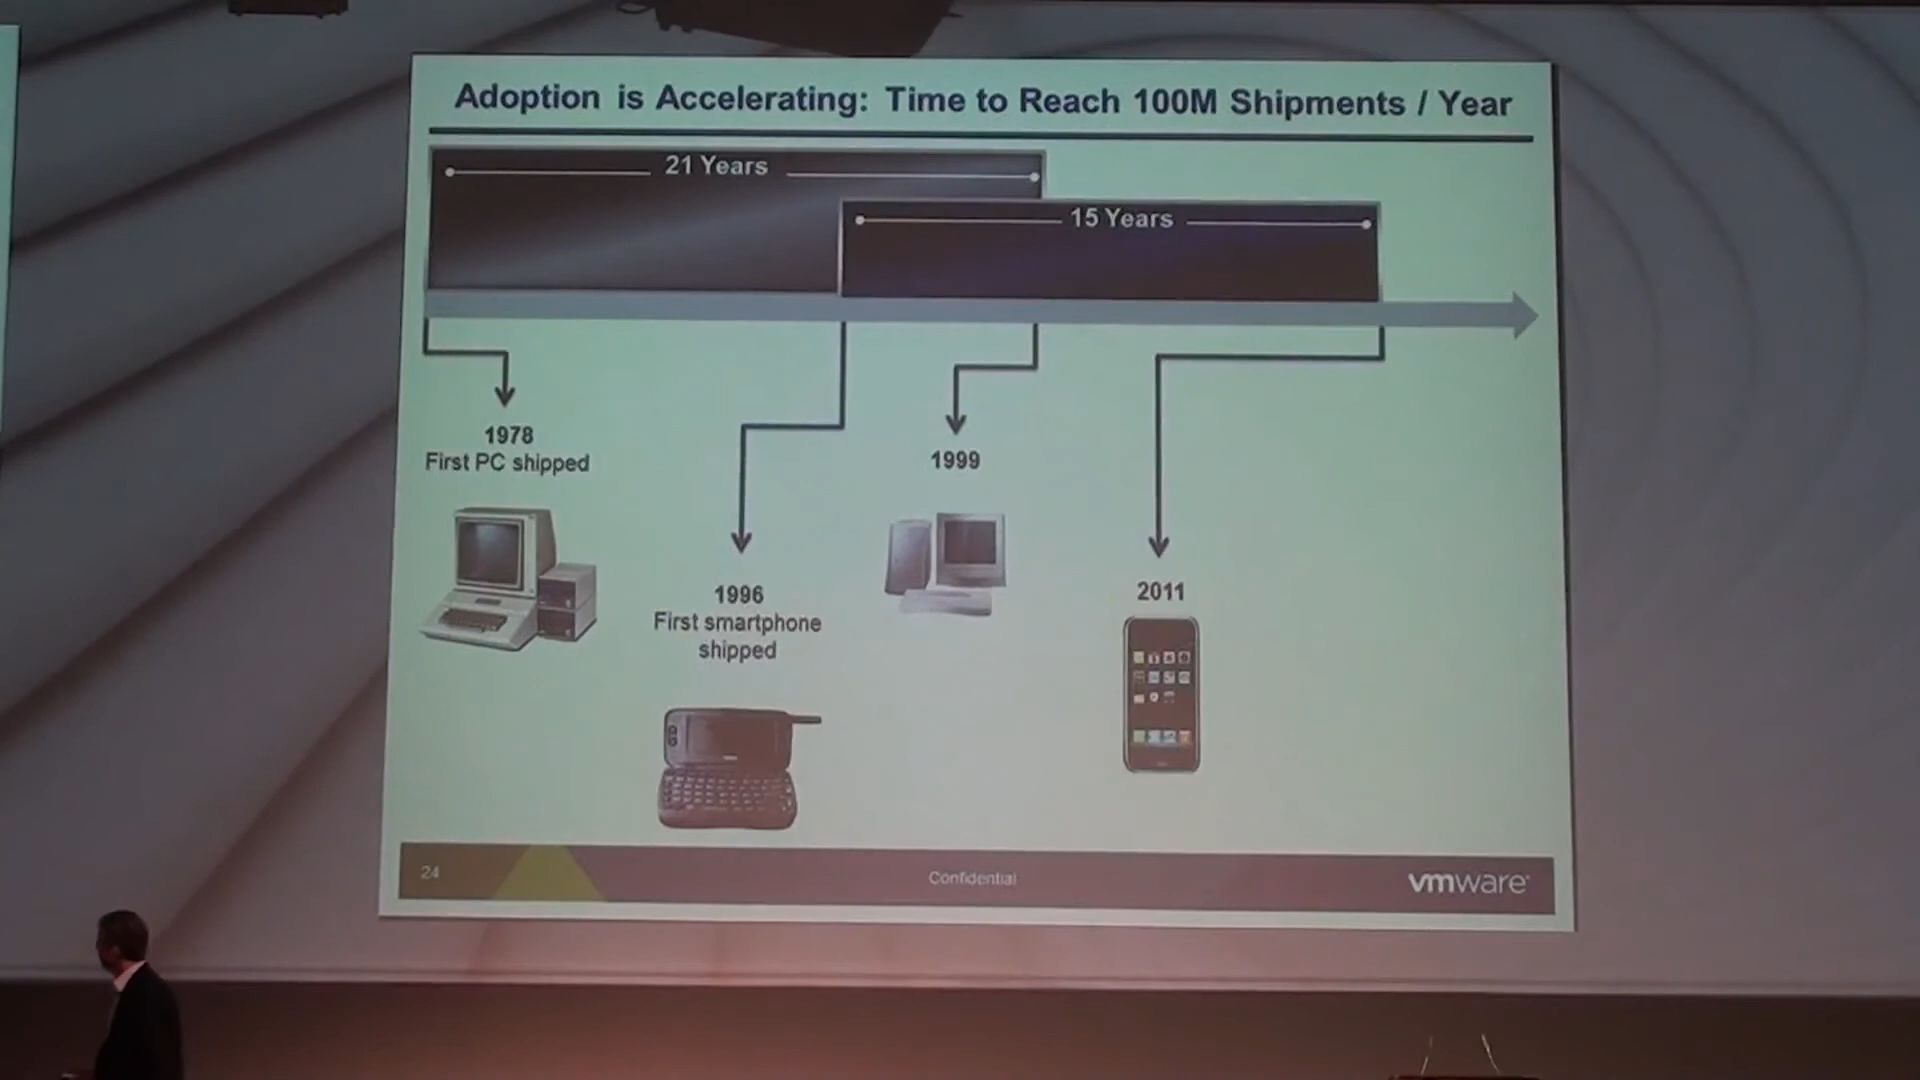 Adoption is Accelerating: Time to Reach 100M Shipments / Year
21 Years
15 Years
1978
First PC shipped
1999
1996
First smartphone
shipped
2011
24
Confidential
vmware